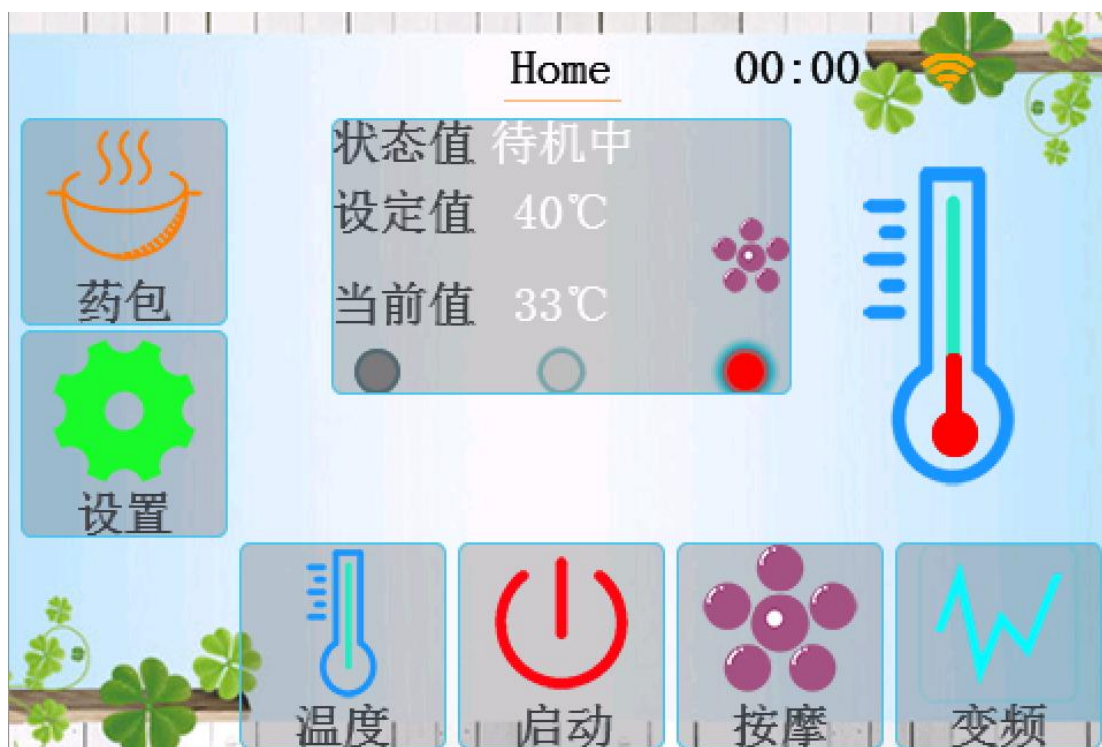 Home 00:00
状态值 待机中
设定值 40℃
当前值 33℃
药包
设置
温度
启动
按摩
变频